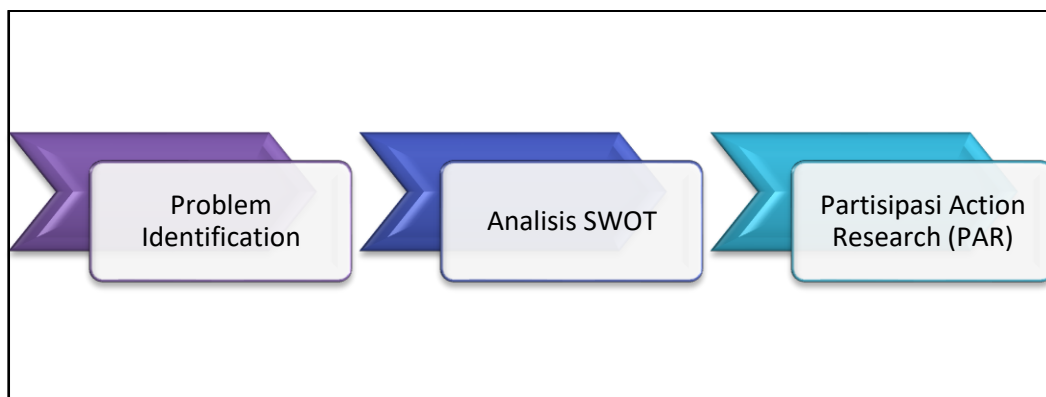 Problem
Identification
Analisis SWOT
Partisipasi Action
Research (PAR)